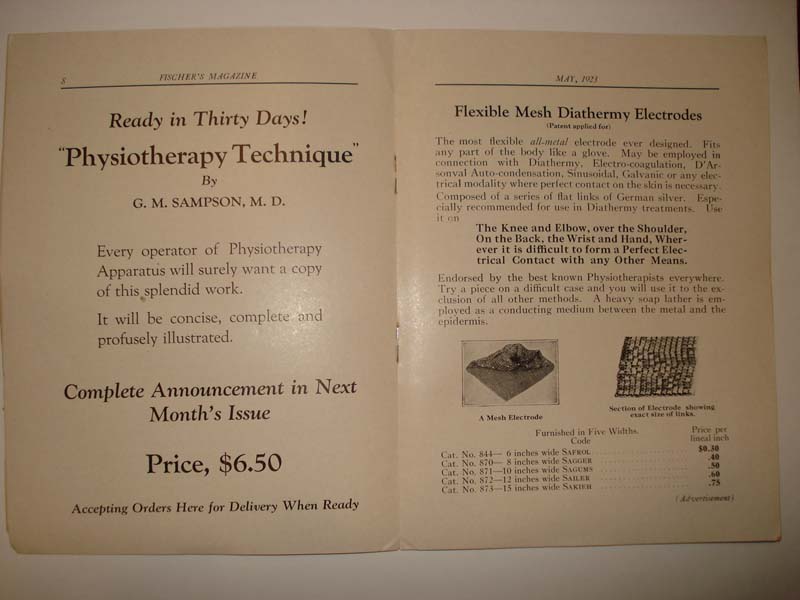 8
FISCHER'S MAGAZINE
Ready in Thirty Days!
"Physiotherapy Technique"
By
G. M. SAMPSON, M. D.
Every operator of Physiotherapy
Apparatus will surely want a copy
of this splendid work.
It will be concise, complete and
profusely illustrated.
Complete Announcement in Next
Month's Issue
Price, $6.50
Accepting Orders Here for Delivery When Ready
MAY, 1923
Flexible Mesh Diathermy Electrodes
(Patent applied for)
The most flexible all-metal electrode ever designed. Fits
any part of the body like a glove. May be employed in
connection with Diathermy, Electro-coagulation, D'Ar-
sonval Auto-condensation, Sinusoidal, Galvanic or any elec-
trical modality where perfect contact on the skin is necessary.
Composed of a series of flat links of German silver. Espe-
cially recommended for use in Diathermy treatments. Use
it on
The Knee and Elbow, over the Shoulder,
On the Back, the Wrist and Hand, Wher-
ever it is difficult to form a Perfect Elec-
trical Contact with any Other Means.
Endorsed by the best known Physiotherapists everywhere.
Try a piece on a difficult case and you will use it to the ex-
clusion of all other methods. A heavy soap lather is em-
ployed as a conducting medium between the metal and the
epidermis.
A Mesh Electrode
Section of Electrode showing
exact size of links.
Furnished in Five Widths.
Code
Price per
lineal inch
Cat. No. 844— 6 inches wide SAFROL $0.30
Cat. No. 870— 8 inches wide SAGGER .40
Cat. No. 871—10 inches wide SAGUMS .50
Cat. No. 872—12 inches wide SAILER .60
Cat. No. 873—15 inches wide SAKIEH .75
(Advertisement)